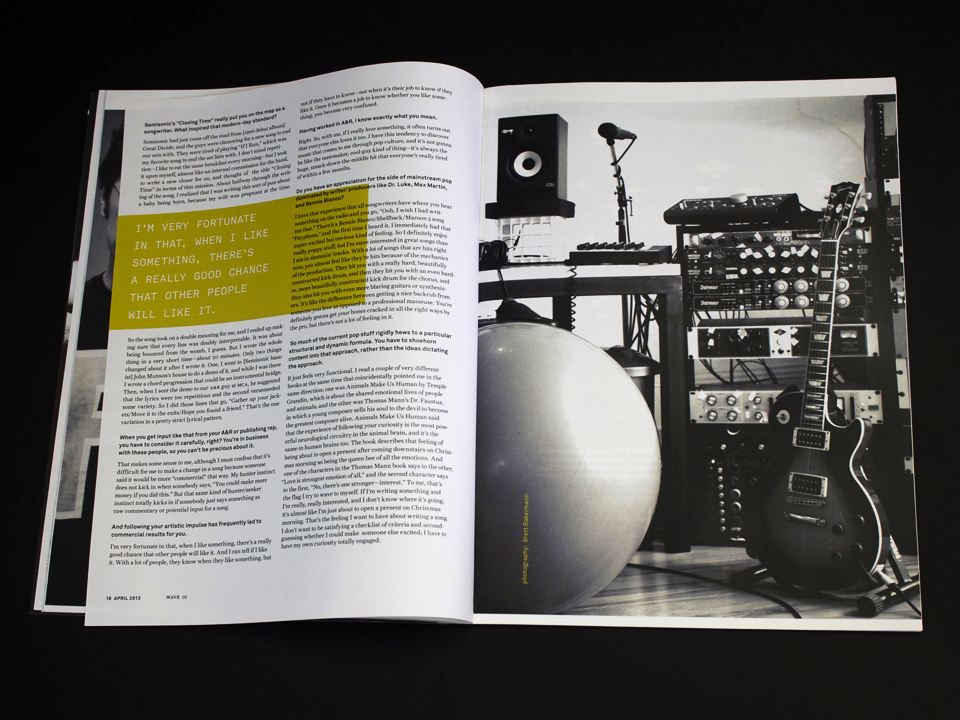 Semisonic's "Closing Time" really put you on the map as a
songwriter. What inspired that modern-day standard?
Semisonic had just come off the road from [1996 debut album]
Great Divide, and the guys were clamoring for a new song to end
our sets with. They were tired of playing "If I Run," which was
my favorite song to end the set lists with. I don't mind repeti-
tion—I like to eat the same breakfast every morning—but I took
it upon myself, almost like an internal commission for the band,
to write a new closer for us, and thought of the title "Closing
Time" in terms of this mission. About halfway through the writ-
ing of the song, I realized that I was writing this sort of pun about
a baby being born, because my wife was pregnant at the time.
I'M VERY FORTUNATE
IN THAT, WHEN I LIKE
SOMETHING, THERE'S
A REALLY GOOD CHANCE
THAT OTHER PEOPLE
WILL LIKE IT.
So the song took on a double meaning for me, and I ended up mak-
ing sure that every line was doubly interpretable. It was about
being bounced from the womb, I guess. But I wrote the whole
thing in a very short time—about 20 minutes. Only two things
changed about it after I wrote it. One, I went to [Semisonic bass-
ist] John Munson's house to do a demo of it, and while I was there
I wrote a chord progression that could be an instrumental bridge.
Then, when I sent the demo to our A&R guy at MCA, he suggested
that the lyrics were too repetitious and the second verse needed
some variety. So I did those lines that go, "Gather up your jack-
ets/Move it to the exits/Hope you found a friend." That's the one
variation in a pretty strict lyrical pattern.
When you get input like that from your A&R or publishing rep,
you have to consider it carefully, right? You're in business
with these people, so you can't be precious about it.
That makes some sense to me, although I must confess that it's
difficult for me to make a change in a song because someone
said it would be more "commercial" that way. My hunter instinct
does not kick in when somebody says, "You could make more
money if you did this." But that same kind of hunter/seeker
instinct totally kicks in if somebody just says something as
raw commentary or potential input for a song.
And following your artistic impulse has frequently led to
commercial results for you.
I'm very fortunate in that, when I like something, there's a really
good chance that other people will like it. And I can tell if I like
it. With a lot of people, they know when they like something, but
not if they have to know—not when it's their job to know if they
like it. Once it becomes a job to know whether you like some-
thing, you become very confused.
Having worked in A&R, I know exactly what you mean.
Right. So, with me, if I really love something, it often turns out
that everyone else loves it too. I have this tendency to discover
music that comes to me through pop culture, and it's not gonna
be like the tastemaker, cool-guy kind of thing—it's always the
huge, smack-down-the-middle hit that everyone's really tired
of within a few months.
Do you have an appreciation for the side of mainstream pop
dominated by writer/producers like Dr. Luke, Max Martin,
and Bennie Blanco?
I have that experience that all songwriters have where you hear
something on the radio and you go, "Ooh, I wish I had writ-
ten that." There's a Bennie Blanco/Shellback/Maroon 5 song
"Payphone," and the first time I heard it, I immediately had that
super-excited but envious kind of feeling. So I definitely enjoy
really poppy stuff, but I'm more interested in great songs than
I am in slammin' tracks. With a lot of songs that are hits right
now, you almost feel like they're hits because of the mechanics
of the production. They hit you with a really hard, beautifully
constructed kick drum, and then they hit you with an even hard-
er, more beautifully constructed kick drum for the chorus, and
they also hit you with even more blaring guitars or synthesiz-
ers. It's like the difference between getting a nice backrub from
someone you love as opposed to a professional masseuse. You're
definitely gonna get your bones cracked in all the right ways by
the pro, but there's not a lot of feeling in it.
So much of the current pop stuff rigidly hews to a particular
structural and dynamic formula. You have to shoehorn
content into that approach, rather than the ideas dictating
the approach.
It just feels very functional. I read a couple of very different
books at the same time that coincidentally pointed me in the
same direction; one was Animals Make Us Human by Temple
Grandin, which is about the shared emotional lives of people
and animals; and the other was Thomas Mann's Dr. Faustus,
in which a young composer sells his soul to the devil to become
the greatest composer alive. Animals Make Us Human said
that the experience of following your curiosity is the most pow-
erful neurological circuitry in the animal brain, and it's the
same in human brains too. The book describes that feeling of
being about to open a present after coming downstairs on Christ-
mas morning as being the queen bee of all the emotions. And
one of the characters in the Thomas Mann book says to the other,
"Love is strongest emotion of all," and the second character says
to the first, "No, there's one stronger—interest." To me, that's
the flag I try to wave to myself. If I'm writing something and
I'm really, really interested, and I don't know where it's going,
it's almost like I'm just about to open a present on Christmas
morning. That's the feeling I want to have about writing a song.
I don't want to be satisfying a checklist of criteria and second-
guessing whether I could make someone else excited; I have to
have my own curiosity totally engaged.
18 APRIL 2013 WAVE 01
photography: Brett Bakermann
Distressor
Distressor